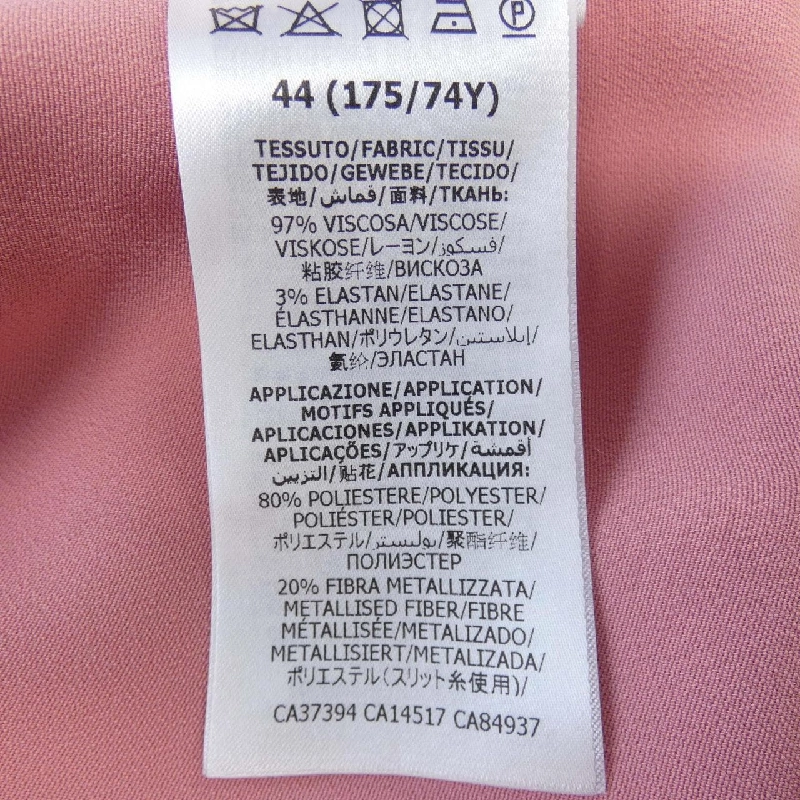 P
44 (175/74Y)
TESSUTO/FABRIC/TISSU/
TEJIDO/GEWEBE/TECIDO/
表地/قماش/面料/ТКАНЬ:
97% VISCOSA/VISCOSE/
VISKOSE/レーヨン/فسكوز/
粘胶纤维/ВИСКОЗА
3% ELASTAN/ELASTANE/
ÉLASTHANNE/ELASTANO/
ELASTHAN/ポリウレタン/إيلاستين/
氨纶/ЭЛАСТАН
APPLICAZIONE/APPLICATION/
MOTIFS APPLIQUÉS/
APLICACIONES/APPLIKATION/
APLICAÇÕES/アップリケ/أقمشة
التزيين/贴花/АППЛИКАЦИЯ:
80% POLIESTERE/POLYESTER/
POLIÉSTER/POLIESTER/
ポリエステル/بوليستر/聚酯纤维/
ПОЛИЭСТЕР
20% FIBRA METALLIZZATA/
METALLISED FIBER/FIBRE
MÉTALLISÉE/METALIZADO/
METALLISIERT/METALIZADA/
ポリエステル(スリット糸使用)/
CA37394 CA14517 CA84937